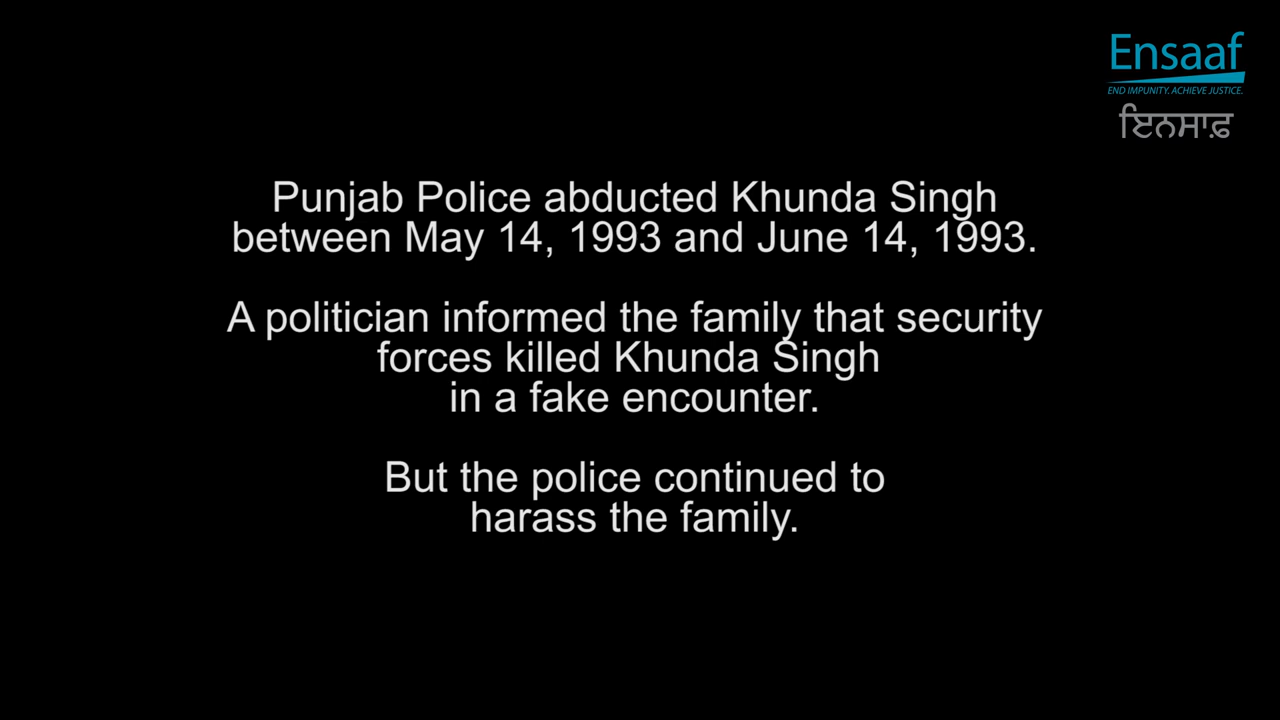 Ensaaf
END IMPUNITY. ACHIEVE JUSTICE.
ਇਨਸਾਫ਼
Punjab Police abducted Khunda Singh
between May 14, 1993 and June 14, 1993.
A politician informed the family that security
forces killed Khunda Singh
in a fake encounter.
But the police continued to
harass the family.